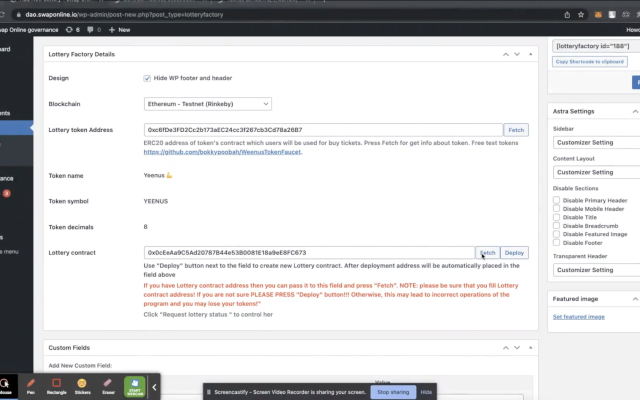 dao.swaponline.io/wp-admin/post-new.php?post_type=lotteryfactory
wap Online governance 6 0 + New Howd
[lotteryfactory id="188"]
Copy Shortcode to clipboard
Lottery Factory Details
Design Hide WP footer and header
Blockchain Ethereum - Testnet (Rinkeby)
Lottery token Address 0xc6fDe3FD2Cc2b173aEC24cc3f267cb3Cd78a26B7 Fetch
ERC20 address of token's contract which users will be used for buy tickets. Press Fetch for get info about token. Free test tokens
https://github.com/bokkypoobah/WeenusTokenFaucet.
Token name Yeenus 💪
Token symbol YEENUS
Token decimals 8
Lottery contract 0x0cEeAa9C5Ad20787B44e53B0081E18a9eE8FC673 Fetch Deploy
Use "Deploy" button next to the field to create new Lottery contract. After deployment address will be automatically placed in the
field above
If you have Lottery contract address then you can pass it to this field and press "Fetch". NOTE: please be sure that you fill Lottery
contract address! if you are not sure PLEASE PRESS "Deploy" button!!! Otherwise, this may lead to incorrect operations of the
program and you may lose your tokens!"
Click "Request lottery status " to control her
Custom Fields
Add New Custom Field:
Value
Astra Settings
Sidebar
Customizer Setting
Content Layout
Customizer Setting
Disable Sections
Disable Primary Header
Disable Mobile Header
Disable Title
Disable Breadcrumb
Disable Featured Image
Disable Footer
Transparent Header
Customizer Setting
Featured image
Set featured image
oard
ents
ance 3
e menu
ouse Pen Rectangle Stickers Eraser START WEBCAM
Screencastify - Screen Video Recorder is sharing your screen. Stop sharing Hide